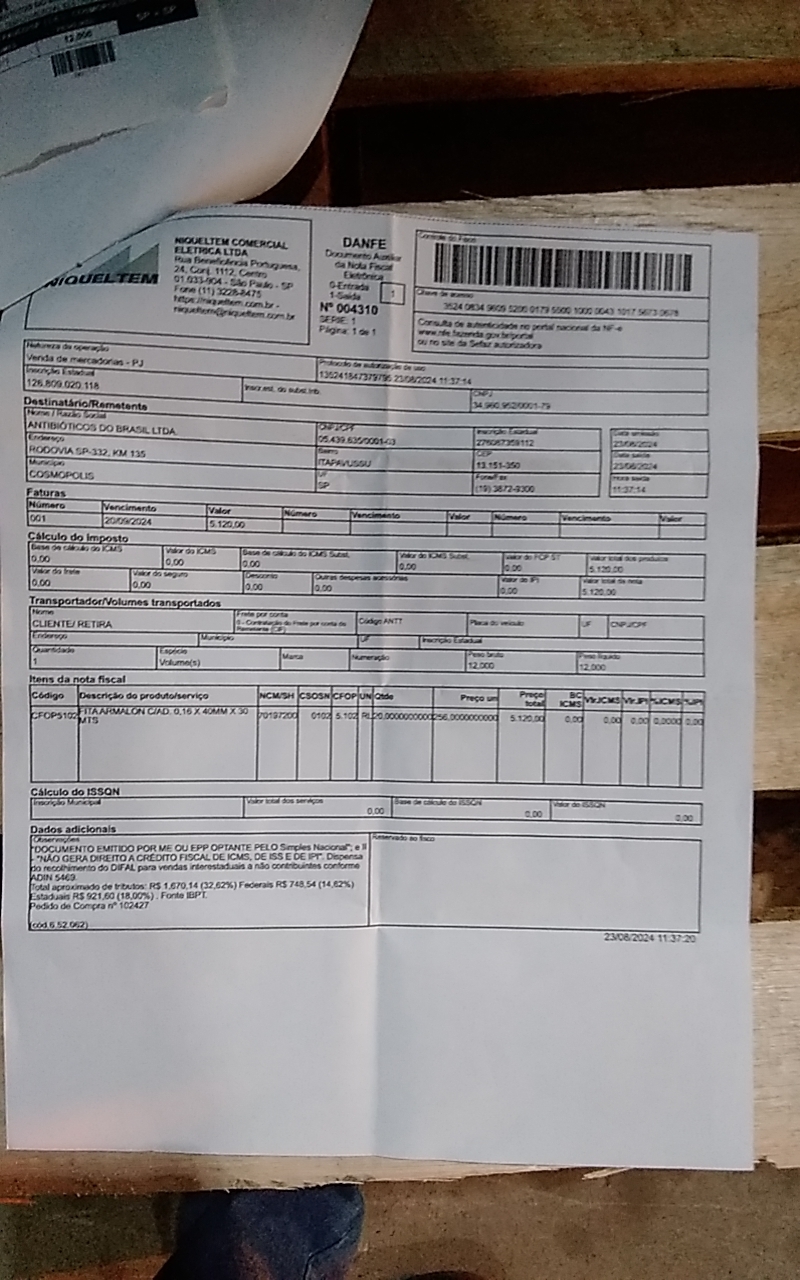 SP - SP
12,000
NIQUELTEM
NIQUELTEM COMERCIAL
ELETRICA LTDA
Rua Beneficência Portuguesa,
24, Conj. 1112, Centro
01.033-904 - São Paulo - SP
Fone (11) 3228-8475
https://niqueltem.com.br -
niqueltem@niqueltem.com.br
DANFE
Documento Auxiliar
da Nota Fiscal
Eletrônica
0-Entrada
1-Saída
1
Nº 004310
SÉRIE: 1
Página: 1 de 1
Controle do Fisco
Chave de acesso
Consulta de autenticidade no portal nacional da NF-e
www.nfe.fazenda.gov.br/portal
ou no site da Sefaz autorizadora
Natureza da operação
Venda de mercadorias - PJ
Protocolo de autorização de uso
135241847379795 23/08/2024 11:37:14
Inscrição Estadual
126.809.020.118
Inscr.est. do subst.trib.
CNPJ
34.960.952/0001-79
Destinatário/Remetente
Nome / Razão Social
ANTIBIÓTICOS DO BRASIL LTDA.
CNPJ/CPF
05.439.635/0001-03
Inscrição Estadual
276087359112
Data emissão
23/08/2024
Endereço
RODOVIA SP-332, KM 135
Bairro
ITAPAVUSSU
CEP
13.151-350
Data saída
23/08/2024
Município
COSMOPOLIS
UF
SP
Fone/Fax
(19) 3872-9300
Hora saída
11:37:14
Faturas
Número Vencimento Valor Número Vencimento Valor Número Vencimento Valor
001 20/09/2024 5.120,00
Cálculo do Imposto
Base de cálculo do ICMS Valor do ICMS Base de cálculo do ICMS Subst. Valor do ICMS Subst. Valor do FCP ST Valor total dos produtos
0,00 0,00 0,00 0,00 0,00 5.120,00
Valor do frete Valor do seguro Desconto Outras despesas acessórias Valor do IPI Valor total da nota
0,00 0,00 0,00 0,00 0,00 5.120,00
Transportador/Volumes transportados
Nome Frete por conta Código ANTT Placa do veículo UF CNPJ/CPF
CLIENTE/ RETIRA
0 - Contratação do Frete por conta do
Remetente (CIF)
Endereço Município UF Inscrição Estadual
Quantidade Espécie Marca Numeração Peso bruto Peso líquido
1 Volume(s) 12,000 12,000
Itens da nota fiscal
Código Descrição do produto/serviço NCM/SH CSOSN CFOP UN Qtde Preço un Preço total BC ICMS Vlr.ICMS Vlr.IPI %ICMS %IPI
CFOP5102 FITA ARMALON C/AD. 0,16 X 40MM X 30 70197200 0102 5.102 RL 20,0000000000 256,0000000000 5.120,00 0,00 0,00 0,00 0,0000 0,00
MTS
Cálculo do ISSQN
Inscrição Municipal Valor total dos serviços Base de cálculo do ISSQN Valor do ISSQN
0,00 0,00 0,00
Dados adicionais
Observações
"DOCUMENTO EMITIDO POR ME OU EPP OPTANTE PELO Simples Nacional"; e II
- "NÃO GERA DIREITO A CRÉDITO FISCAL DE ICMS, DE ISS E DE IPI". Dispensa
do recolhimento do DIFAL para vendas interestaduais a não contribuintes conforme
ADIN 5469.
Total aproximado de tributos: R$ 1.670,14 (32,62%) Federais R$ 748,54 (14,62%)
Estaduais R$ 921,60 (18,00%) . Fonte IBPT.
Pedido de Compra nº 102427
(cód.6.52.062)
Reservado ao fisco
23/08/2024 11:37:20